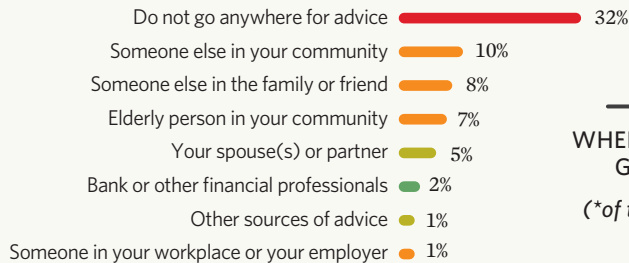 Do not go anywhere for advice 32%
Someone else in your community 10%
Someone else in the family or friend 8%
Elderly person in your community 7%
Your spouse(s) or partner 5%
Bank or other financial professionals 2%
Other sources of advice 1%
Someone in your workplace or your employer 1%
G
(*of